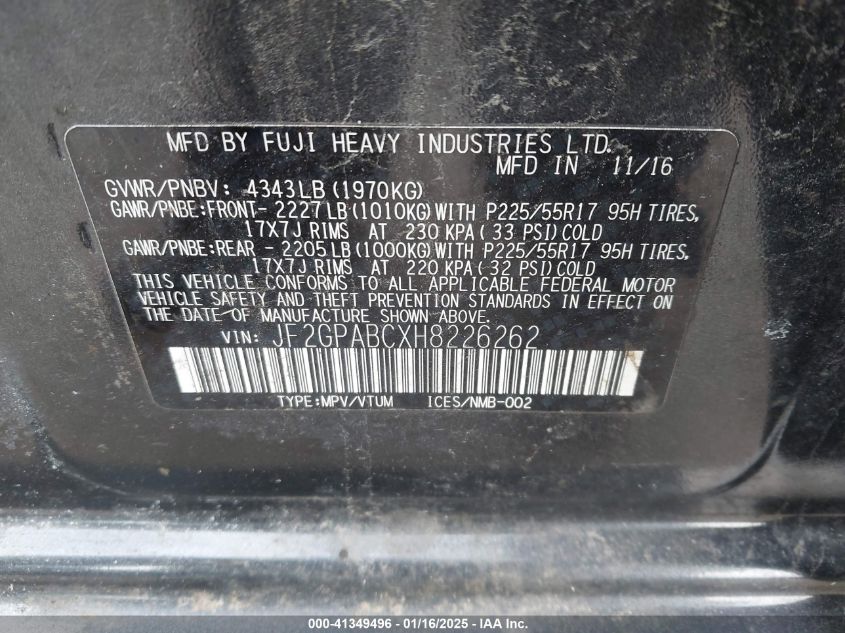 MFD BY FUJI HEAVY INDUSTRIES LTD.
MFD IN 11/16
GVWR/PNBV: 4343LB (1970KG)
GAWR/PNBE:FRONT- 2227LB (1010KG) WITH P225/55R17 95H TIRES,
17X7J RIMS AT 230 KPA( 33 PSI) COLD
GAWR/PNBE:REAR - 2205LB (1000KG) WITH P225/55R17 95H TIRES,
17X7J RIMS AT 220 KPA( 32 PSI) COLD
THIS VEHICLE CONFORMS TO ALL APPLICABLE FEDERAL MOTOR
VEHICLE SAFETY AND THEFT PREVENTION STANDARDS IN EFFECT ON
THE DATE OF MANUFACTURE SHOWN ABOVE.
VIN: JF2GPABCXH8226262
TYPE:MPV/VTUM ICES/NMB-002
000-41349496 - 01/16/2025 - IAA Inc.